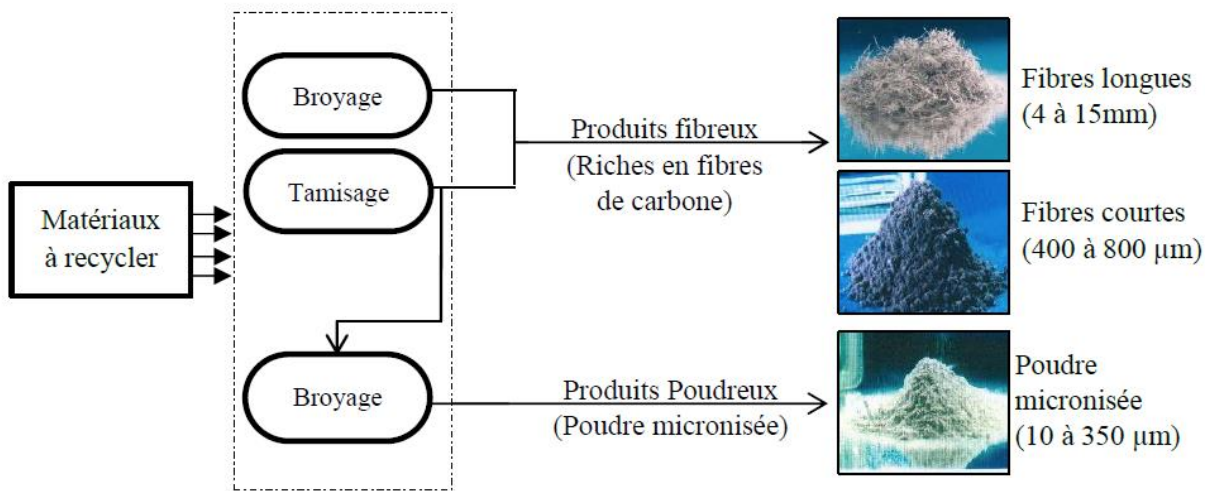 Matériaux
à recycler
Broyage
Tamisage
Broyage
Produits fibreux
(Riches en fibres
de carbone)
Produits Poudreux
(Poudre micronisée)
Fibres longues
(4 à 15mm)
Fibres courtes
(400 à 800 µm)
Poudre
micronisée
(10 à 350 µm)